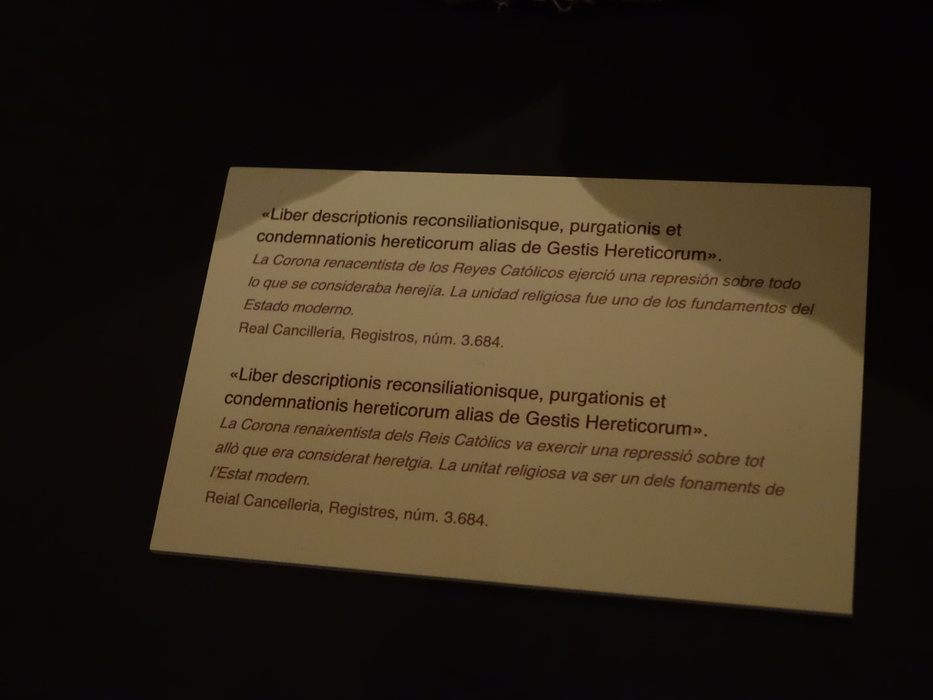 «Liber descriptionis reconsiliationisque, purgationis et
condemnationis hereticorum alias de Gestis Hereticorum».
La Corona renacentista de los Reyes Católicos ejerció una represión sobre todo
lo que se consideraba herejía. La unidad religiosa fue uno de los fundamentos del
Estado moderno.
Real Cancillería, Registros, núm. 3.684.
«Liber descriptionis reconsiliationisque, purgationis et
condemnationis hereticorum alias de Gestis Hereticorum».
La Corona renaixentista dels Reis Catòlics va exercir una repressió sobre tot
allò que era considerat heretgia. La unitat religiosa va ser un dels fonaments de
l'Estat modern.
Reial Cancelleria, Registres, núm. 3.684.